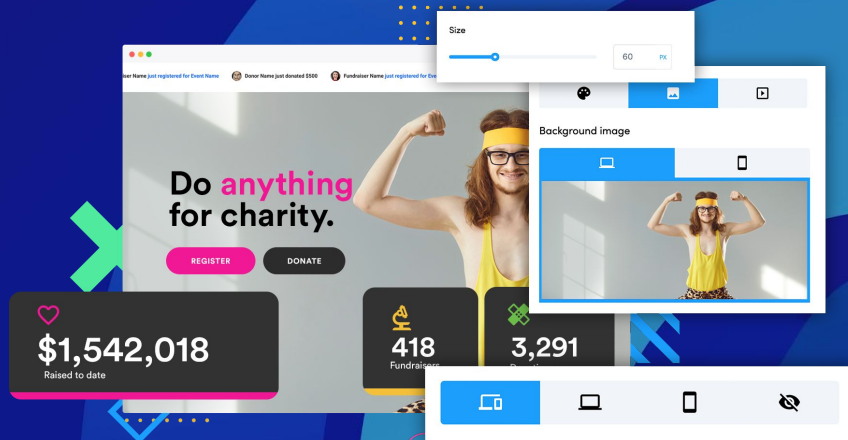 Size
60 PX
iser Name just registered for Event Name Donor Name just donated $500 Fundraiser Name just registered for Eve
Background image
Do anything
for charity.
REGISTER DONATE
$1,542,018
Raised to date
418
Fundraisers
3,291